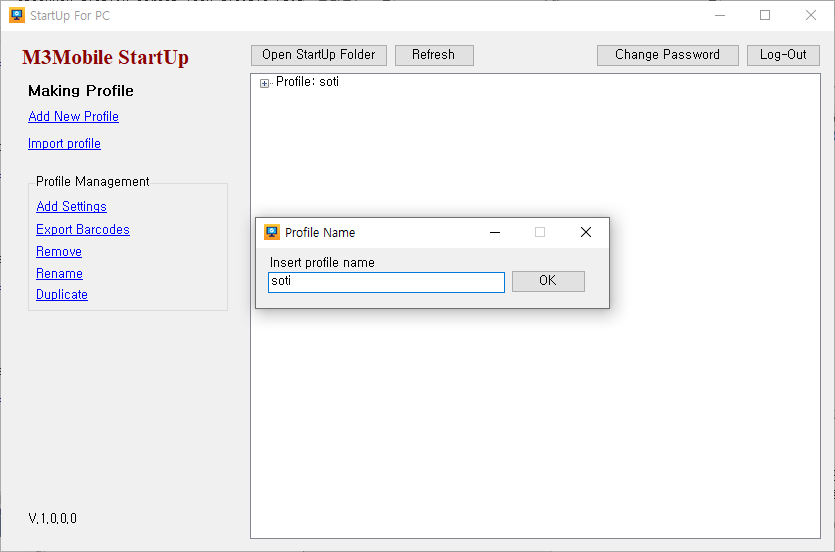 StartUp For PC
M3Mobile StartUp
Open StartUp Folder
Refresh
Change Password
Log-Out
Making Profile
Add New Profile
Import profile
Profile Management
Add Settings
Export Barcodes
Remove
Rename
Duplicate
Profile: soti
Profile Name
Insert profile name
soti
OK
V.1.0.0.0